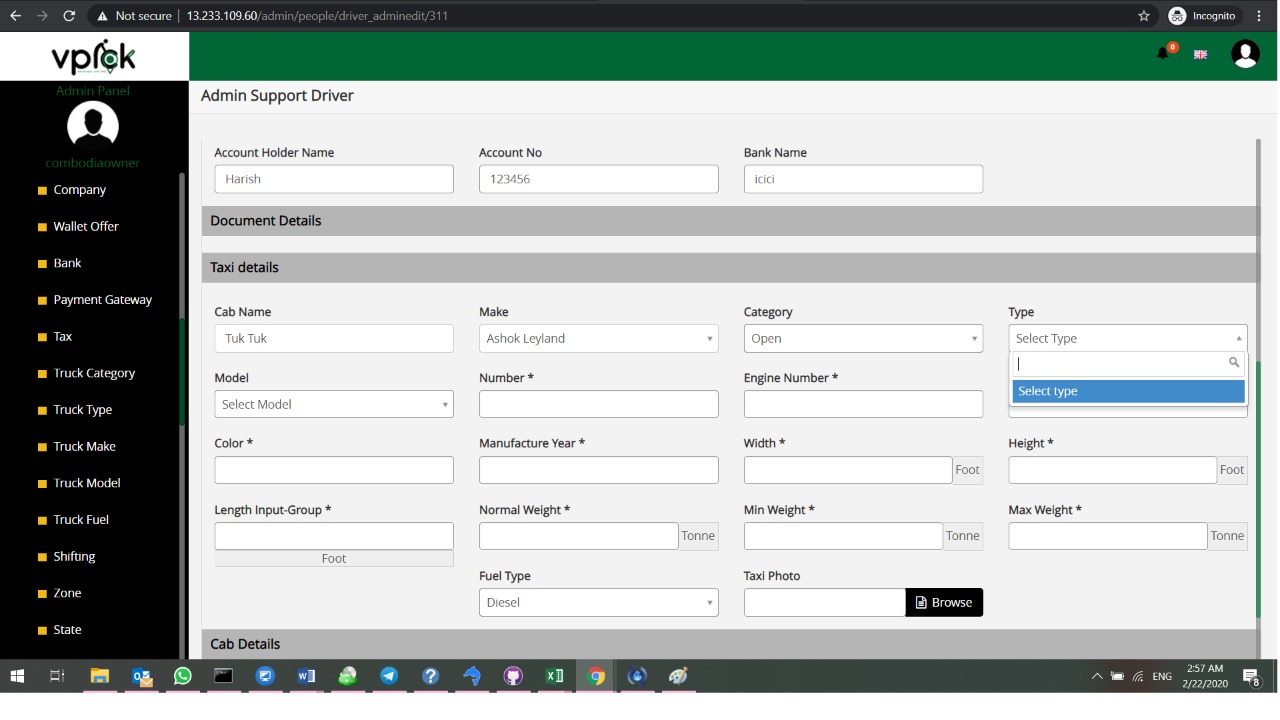 Not secure | 13.233.109.60/admin/people/driver_adminedit/311
Incognito
vprok
0
Admin Panel
Admin Support Driver
combodiaowner
Company
Wallet Offer
Bank
Payment Gateway
Tax
Truck Category
Truck Type
Truck Make
Truck Model
Truck Fuel
Shifting
Zone
State
Account Holder Name Account No Bank Name
Harish 123456 icici
Document Details
Taxi details
Cab Name Make Category Type
Tuk Tuk Ashok Leyland Open Select Type
Select type
Model Number * Engine Number *
Select Model
Color * Manufacture Year * Width * Height *
Foot Foot
Length Input-Group * Normal Weight * Min Weight * Max Weight *
Tonne Tonne Tonne
Foot
Fuel Type Taxi Photo
Diesel Browse
Cab Details
ENG
2:57 AM
2/22/2020
8